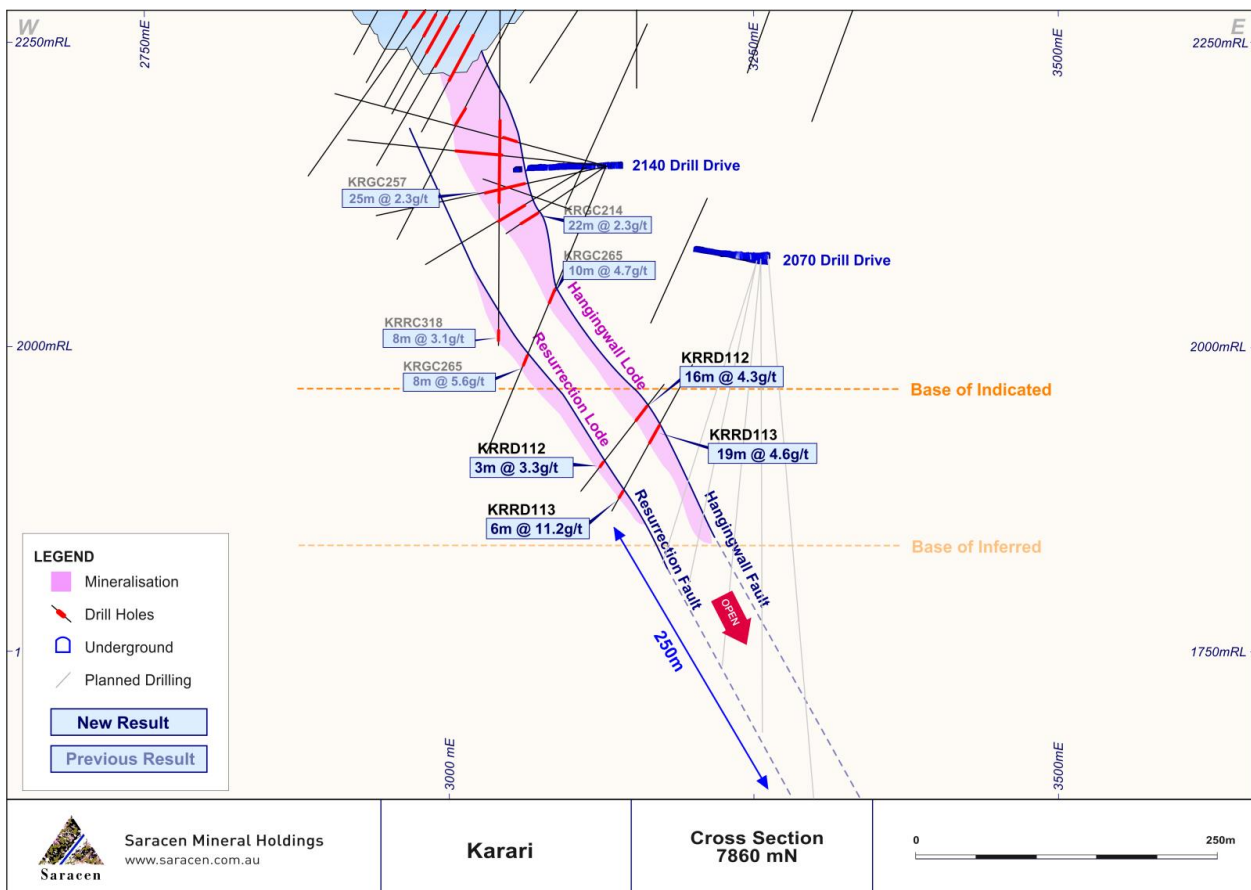 W
E
2250mRL
2750mE
3250mE
3500mE
2250mRL
2140 Drill Drive
KRGC257
25m @ 2.3g/t
KRGC214
22m @ 2.3g/t
2070 Drill Drive
KRGC265
10m @ 4.7g/t
Hangingwall Lode
KRRC318
8m @ 3.1g/t
2000mRL
2000mRL
KRGC265
8m @ 5.6g/t
Resurrection Lode
KRRD112
16m @ 4.3g/t
Base of Indicated
KRRD113
19m @ 4.6g/t
KRRD112
3m @ 3.3g/t
KRRD113
6m @ 11.2g/t
Resurrection Fault
Hangingwall Fault
Base of Inferred
OPEN
250m
1
1750mRL
LEGEND
Mineralisation
Drill Holes
Underground
Planned Drilling
New Result
Previous Result
3000 mE
3500mE
Saracen
Saracen Mineral Holdings
www.saracen.com.au
Karari
Cross Section
7860 mN
0
250m